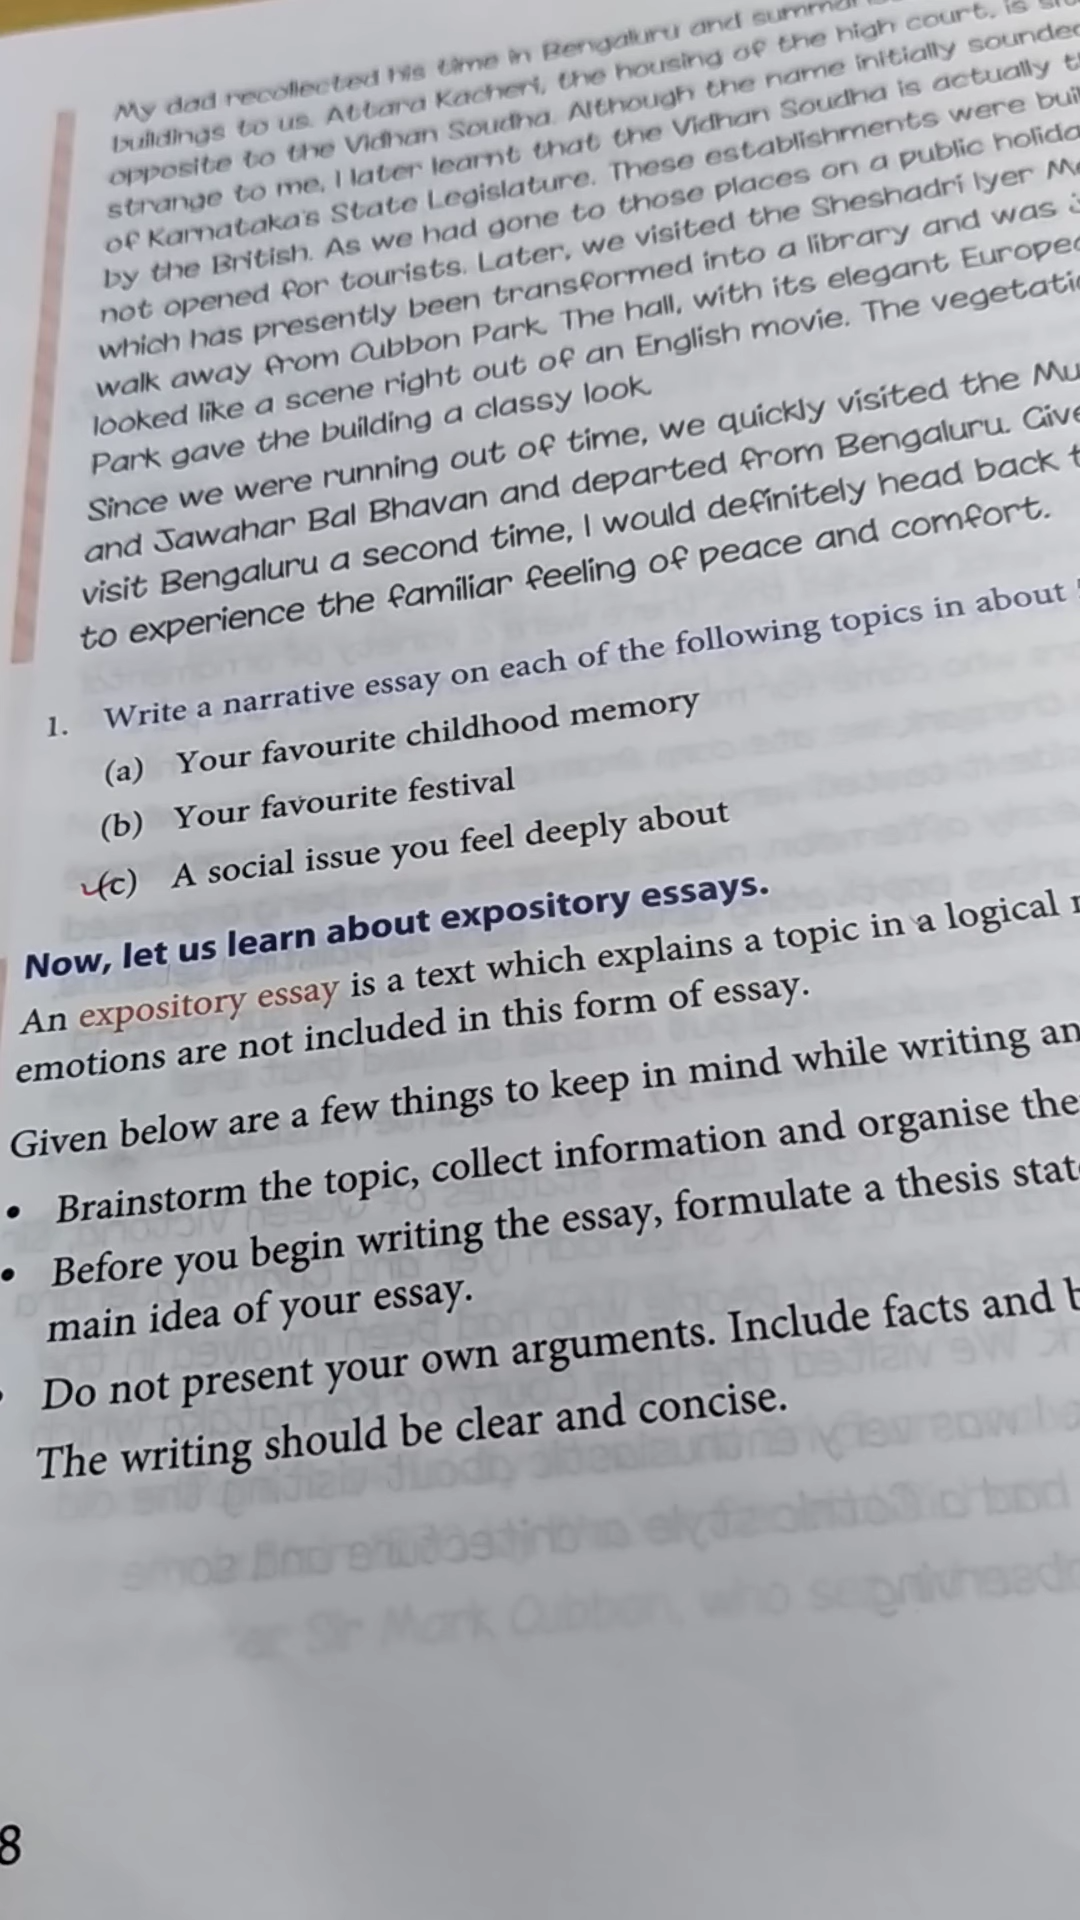 My dad recollected his time in Bengaluru and
buildings to us. Attara Kacheri, the housing of the high court, is
opposite to the Vidhan Soudha. Although the name initially sounded
strange to me, I later learnt that the Vidhan Soudha is actually
of Karnataka's State Legislature. These establishments were
by the British. As we had gone to those places on a public
not opened for tourists. Later, we visited the Sheshadri Iyer
which has presently been transformed into a library and was
walk away from Cubbon Park. The hall, with its elegant
looked like a scene right out of an English movie. The
Park gave the building a classy look.
Since we were running out of time, we quickly visited the
and Jawahar Bal Bhavan and departed from Bengaluru.
visit Bengaluru a second time, I would definitely head back
to experience the familiar feeling of peace and comfort.
1. Write a narrative essay on each of the following topics in about
(a) Your favourite childhood memory
(b) Your favourite festival
(c) A social issue you feel deeply about
Now, let us learn about expository essays.
An expository essay is a text which explains a topic in a logical
emotions are not included in this form of essay.
Given below are a few things to keep in mind while writing an
• Brainstorm the topic, collect information and organise
• Before you begin writing the essay, formulate a thesis
main idea of your essay.
Do not present your own arguments. Include facts and
The writing should be clear and concise.
8